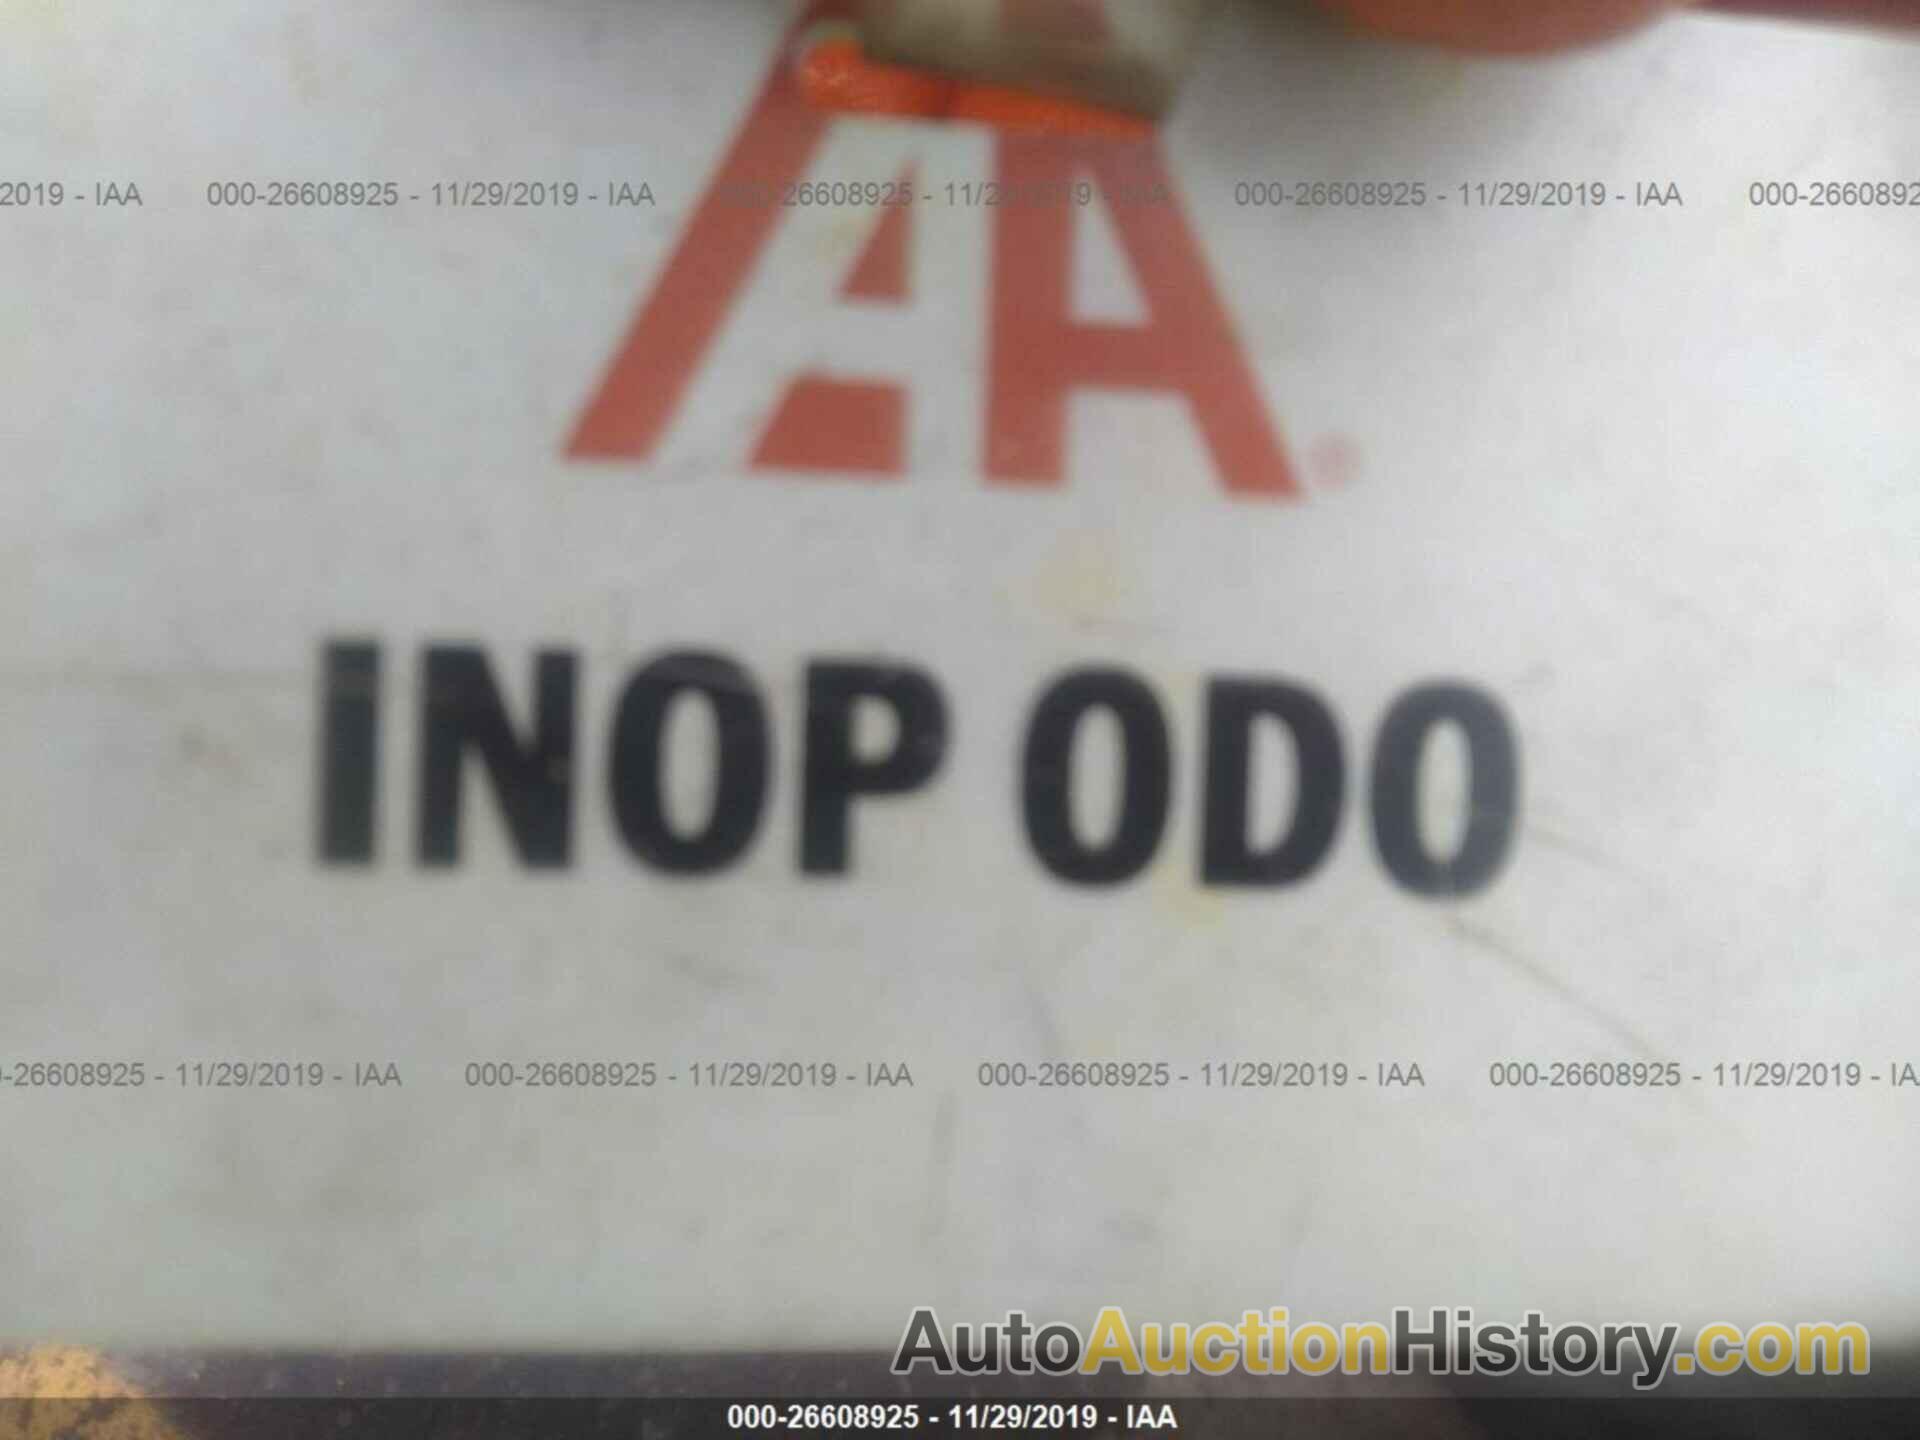 IAA®
2019 - IAA 000-26608925 - 11/29/2019 - IAA 000-26608925 - 11/29/2019 - IAA 000-26608925 - 11/29/2019 - IAA 000-2660892
INOP ODO
-26608925 - 11/29/2019 - IAA 000-26608925 - 11/29/2019 - IAA 000-26608925 - 11/29/2019 - IAA 000-26608925 - 11/29/2019 - IA
AutoAuctionHistory.com
000-26608925 - 11/29/2019 - IAA